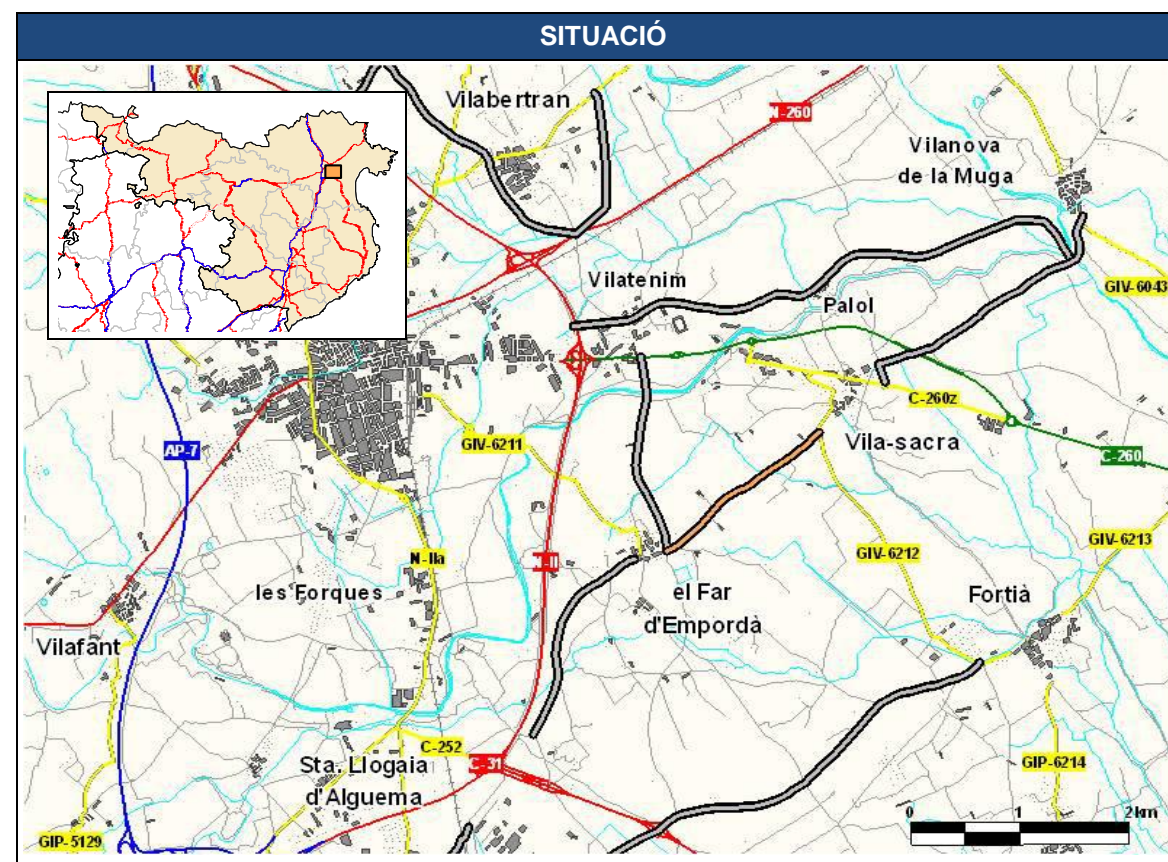 SITUACIÓ
Vilabertran
N-260
Vilanova
de la Muga
Vilatenim
GIV-6043
Palol
C-260z
AP-7
GIV-6211
Vila-sacra
C-260
N-IIa
GIV-6212
GIV-6213
les Forques
el Far
d'Empordà
Fortià
Vilafant
C-252
Sta. Llogaia
d'Alguema
C-31
GIP-6214
0 1 2km
GIP-5129